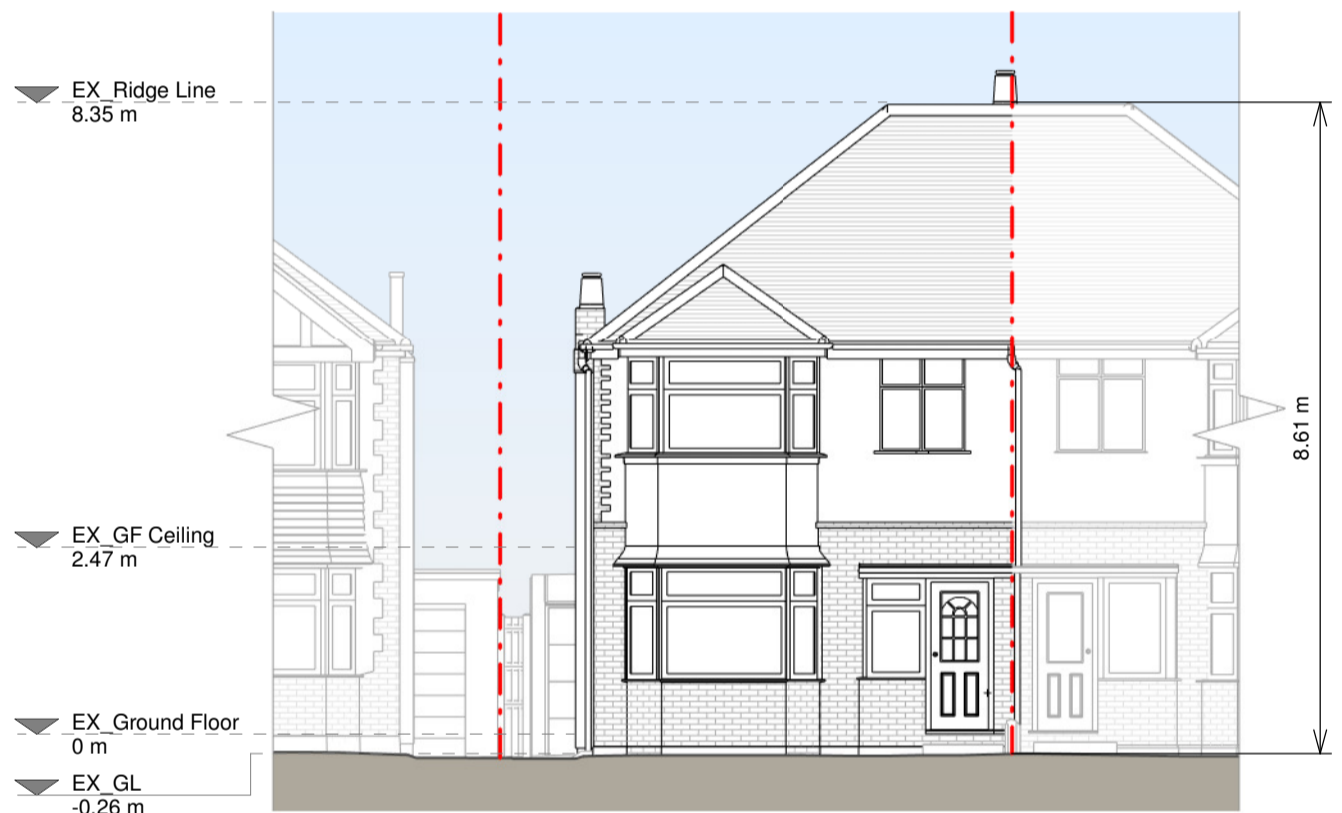 EX_Ridge Line
8.35 m
8.61 m
EX_GF Ceiling
2.47 m
EX_Ground Floor
0 m
EX_GL
-0.26 m